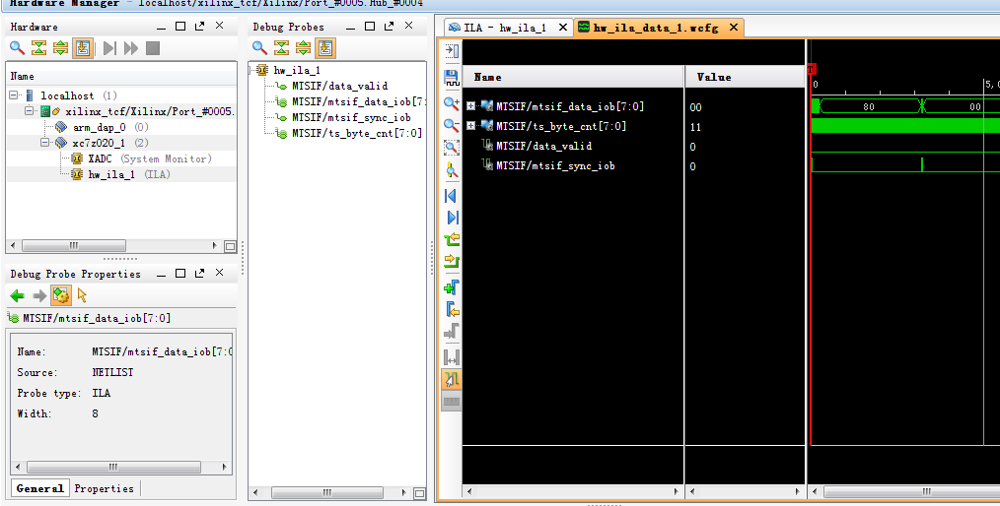 Hardware Manager - localhost/xilinx_tcf/Xilinx/Port_#0005.Hub_#0004
Hardware
Name
localhost (1)
xilinx_tcf/Xilinx/Port_#0005.
arm_dap_0 (0)
xc7z020_1 (2)
XADC (System Monitor)
hw_ila_1 (ILA)
Debug Probe Properties
MTSIF/mtsif_data_iob[7:0]
Name: MTSIF/mtsif_data_iob[7:0
Source: NETLIST
Probe type: ILA
Width: 8
General Properties
Debug Probes
hw_ila_1
MTSIF/data_valid
MTSIF/mtsif_data_iob[7:
MTSIF/mtsif_sync_iob
MTSIF/ts_byte_cnt[7:0]
ILA - hw_ila_1 hw_ila_data_1.wcfg
Name Value
0 5,0
MTSIF/mtsif_data_iob[7:0] 00 80 00
MTSIF/ts_byte_cnt[7:0] 11
MTSIF/data_valid 0
MTSIF/mtsif_sync_iob 0